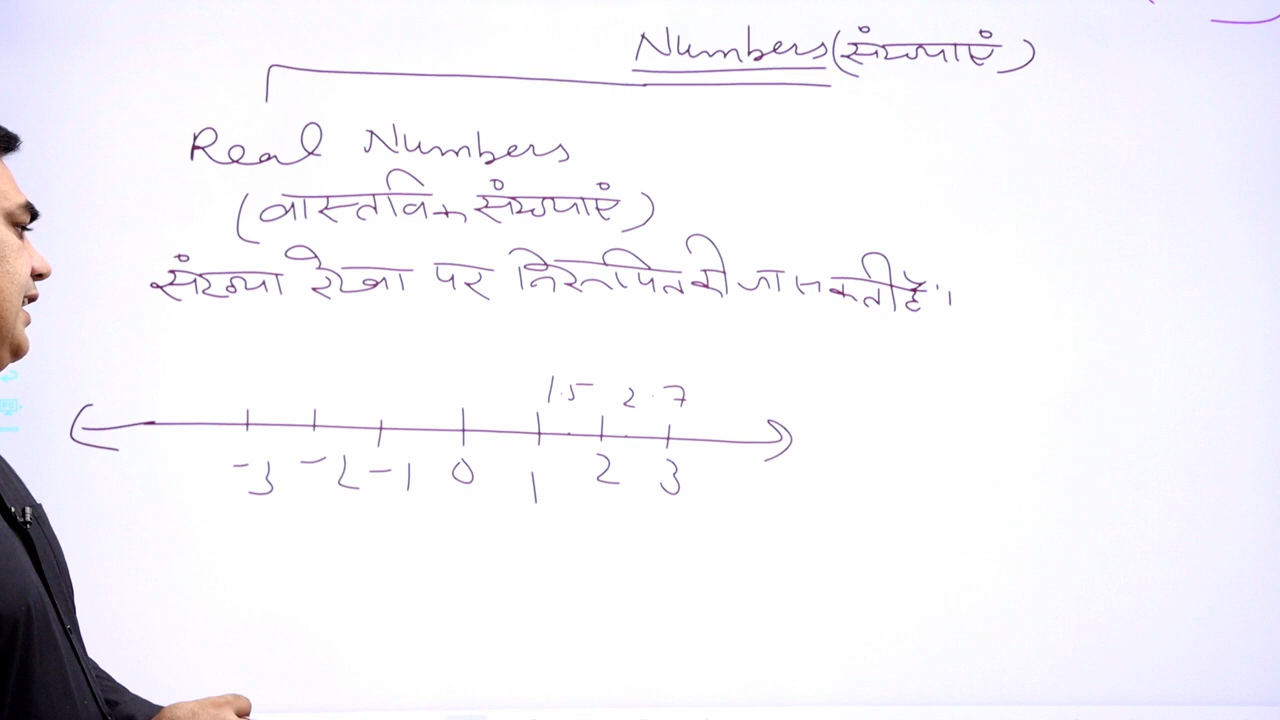 Numbers (संख्याएं)
Real Numbers
(वास्तविक संख्याएं)
संख्या रेखा पर निरूपित की जा सकती हैं।
1.5 2.7
-3 -2 -1 0 1 2 3